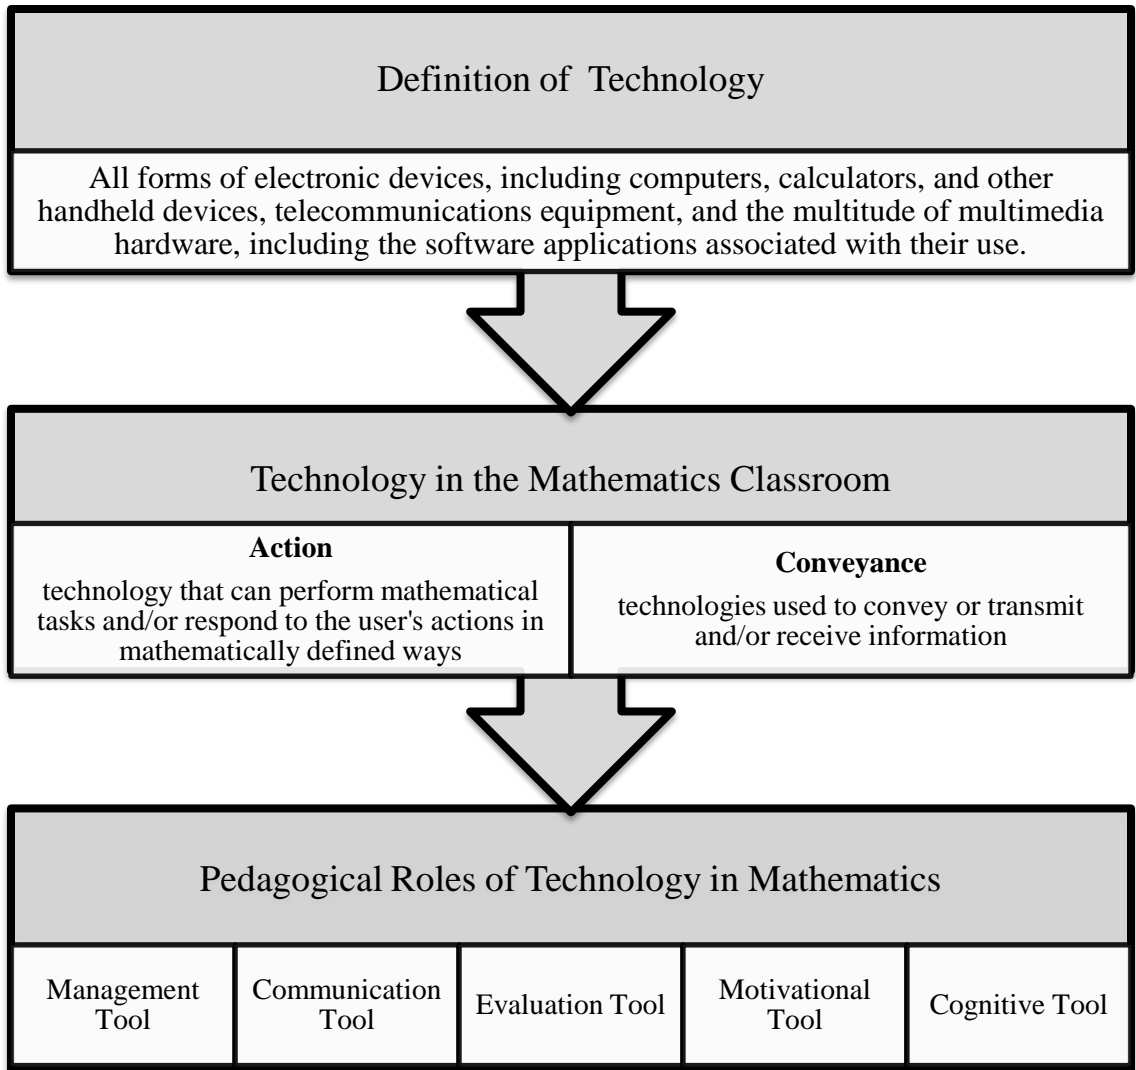 Definition of Technology
All forms of electronic devices, including computers, calculators, and other
handheld devices, telecommunications equipment, and the multitude of multimedia
hardware, including the software applications associated with their use.
Technology in the Mathematics Classroom
Action
technology that can perform mathematical
tasks and/or respond to the user's actions in
mathematically defined ways
Conveyance
technologies used to convey or transmit
and/or receive information
Pedagogical Roles of Technology in Mathematics
Management
Tool
Communication
Tool
Evaluation Tool
Motivational
Tool
Cognitive Tool